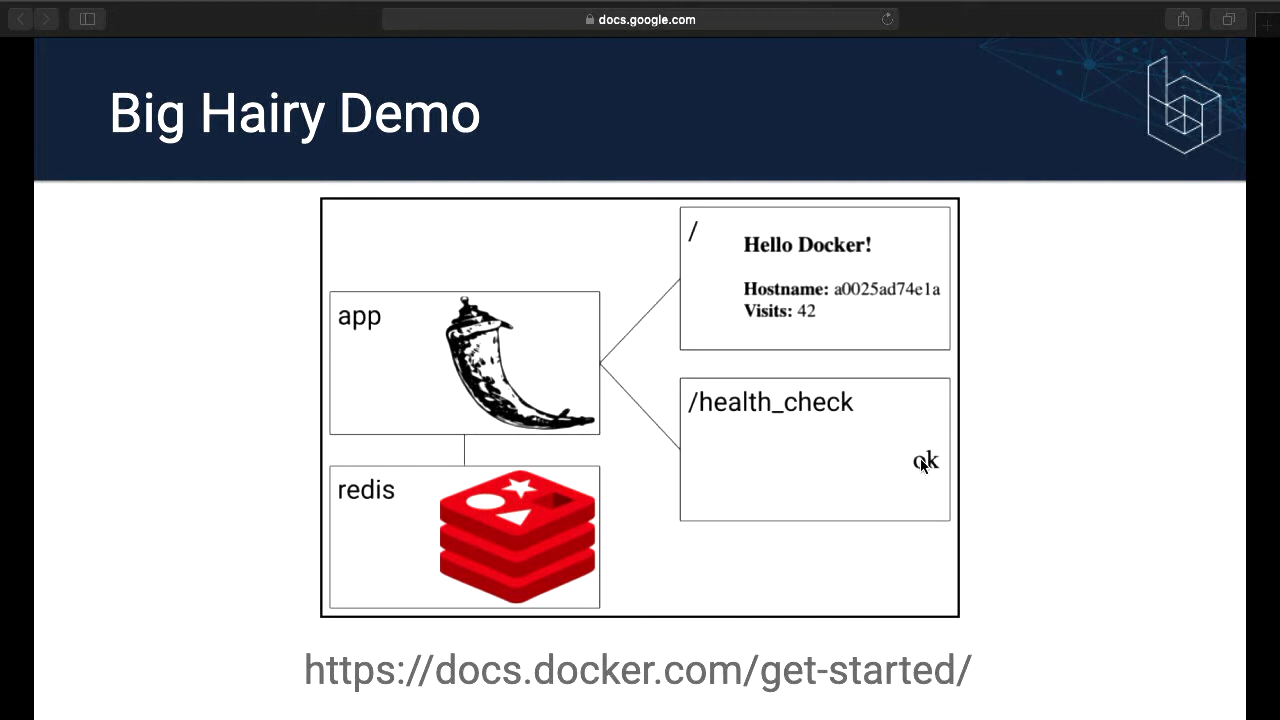 docs.google.com
Big Hairy Demo
/
Hello Docker!
Hostname: a0025ad74e1a
Visits: 42
app
/health_check
ok
redis
https://docs.docker.com/get-started/